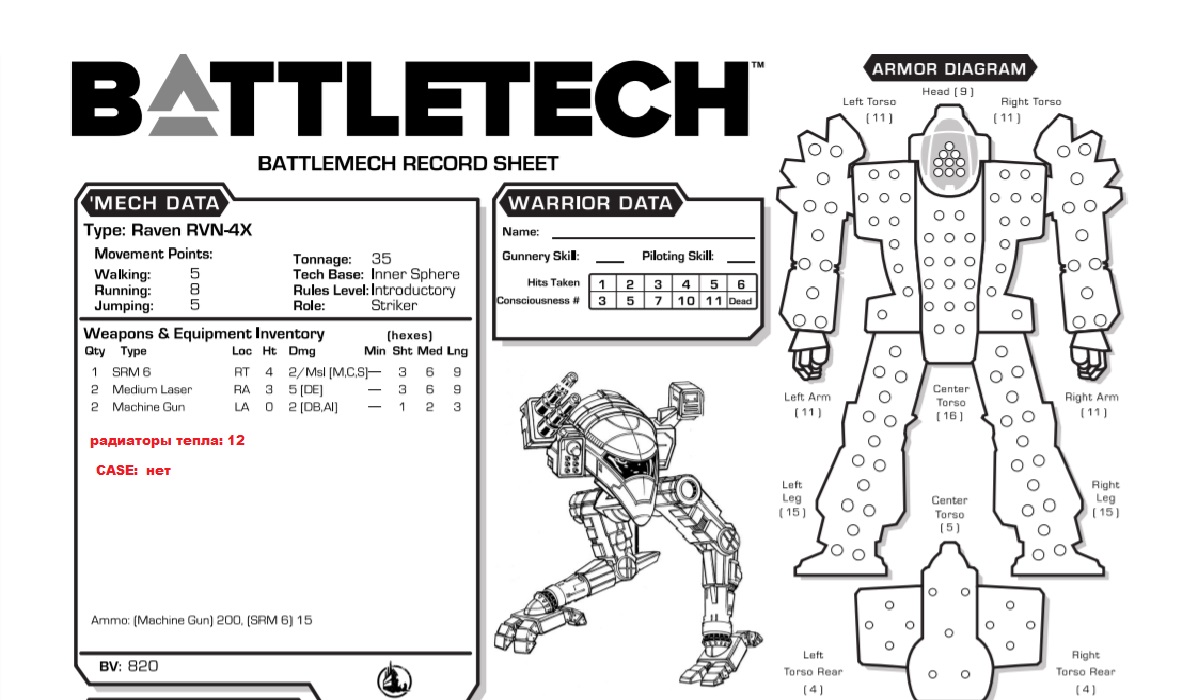 BATTLETECH™
BATTLEMECH RECORD SHEET
'MECH DATA
Type: Raven RVN-4X
Movement Points:
Walking: 5
Running: 8
Jumping: 5
Tonnage: 35
Tech Base: Inner Sphere
Rules Level: Introductory
Role: Striker
Weapons & Equipment Inventory (hexes)
Qty Type Loc Ht Dmg Min Sht Med Lng
1 SRM 6 RT 4 2/Msl [M,C,S] — 3 6 9
2 Medium Laser RA 3 5 [DE] — 3 6 9
2 Machine Gun LA 0 2 [DB,AI] — 1 2 3
радиаторы тепла: 12
CASE: нет
Ammo: (Machine Gun) 200, (SRM 6) 15
BV: 820
WARRIOR DATA
Name:
Gunnery Skill: Piloting Skill:
Hits Taken 1 2 3 4 5 6
Consciousness # 3 5 7 10 11 Dead
ARMOR DIAGRAM
Head (9)
Left Torso
(11)
Right Torso
(11)
Left Arm
(11)
Center
Torso
(16)
Right Arm
(11)
Left
Leg
(15)
Center
Torso
(5)
Right
Leg
(15)
Left
Torso Rear
(4)
Right
Torso Rear
(4)